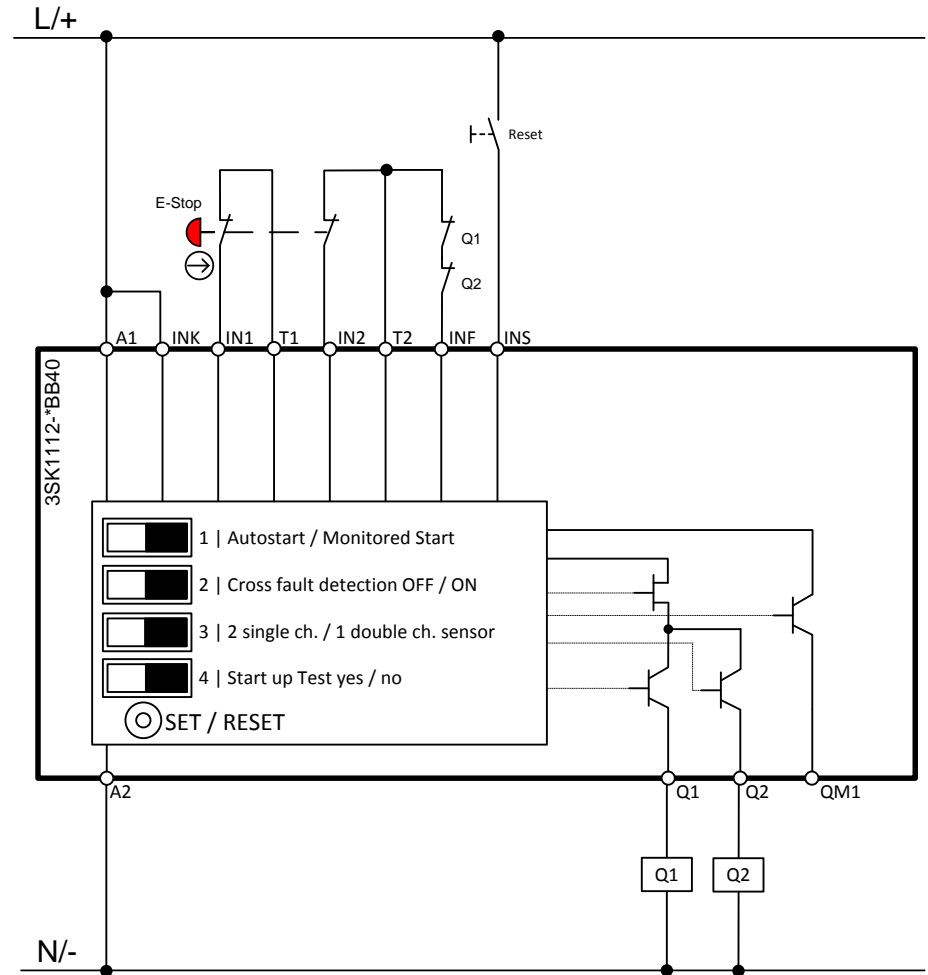 L/+
Reset
E-Stop
Q1
Q2
A1 INK IN1 T1 IN2 T2 INF INS
3SK1112-*BB40
1 | Autostart / Monitored Start
2 | Cross fault detection OFF / ON
3 | 2 single ch. / 1 double ch. sensor
4 | Start up Test yes / no
SET / RESET
A2 Q1 Q2 QM1
Q1 Q2
N/-